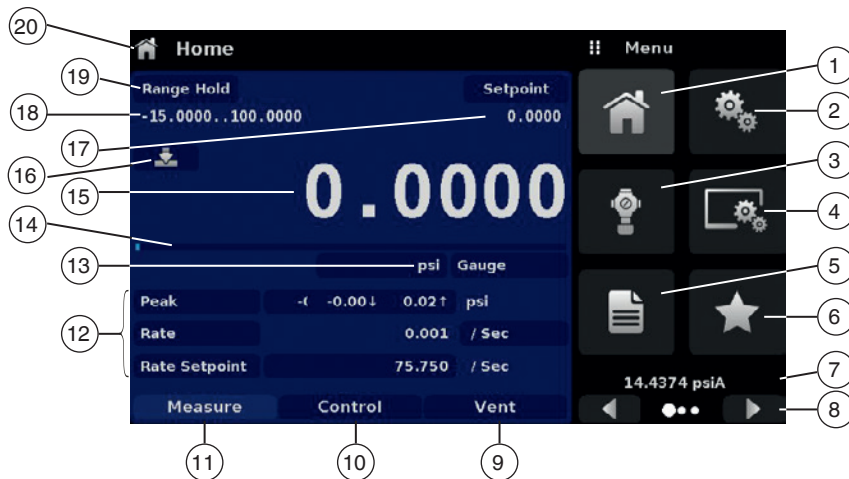 20
Home
Menu
19
Range Hold
Setpoint
1
18
-15.0000..100.0000
0.0000
17
2
16
3
15
0.0000
14
4
13
psi Gauge
5
Peak
-0.00↓ 0.02↑ psi
6
12
Rate
0.001 / Sec
Rate Setpoint
75.750 / Sec
14.4374 psiA
7
Measure
Control
Vent
8
11
10
9